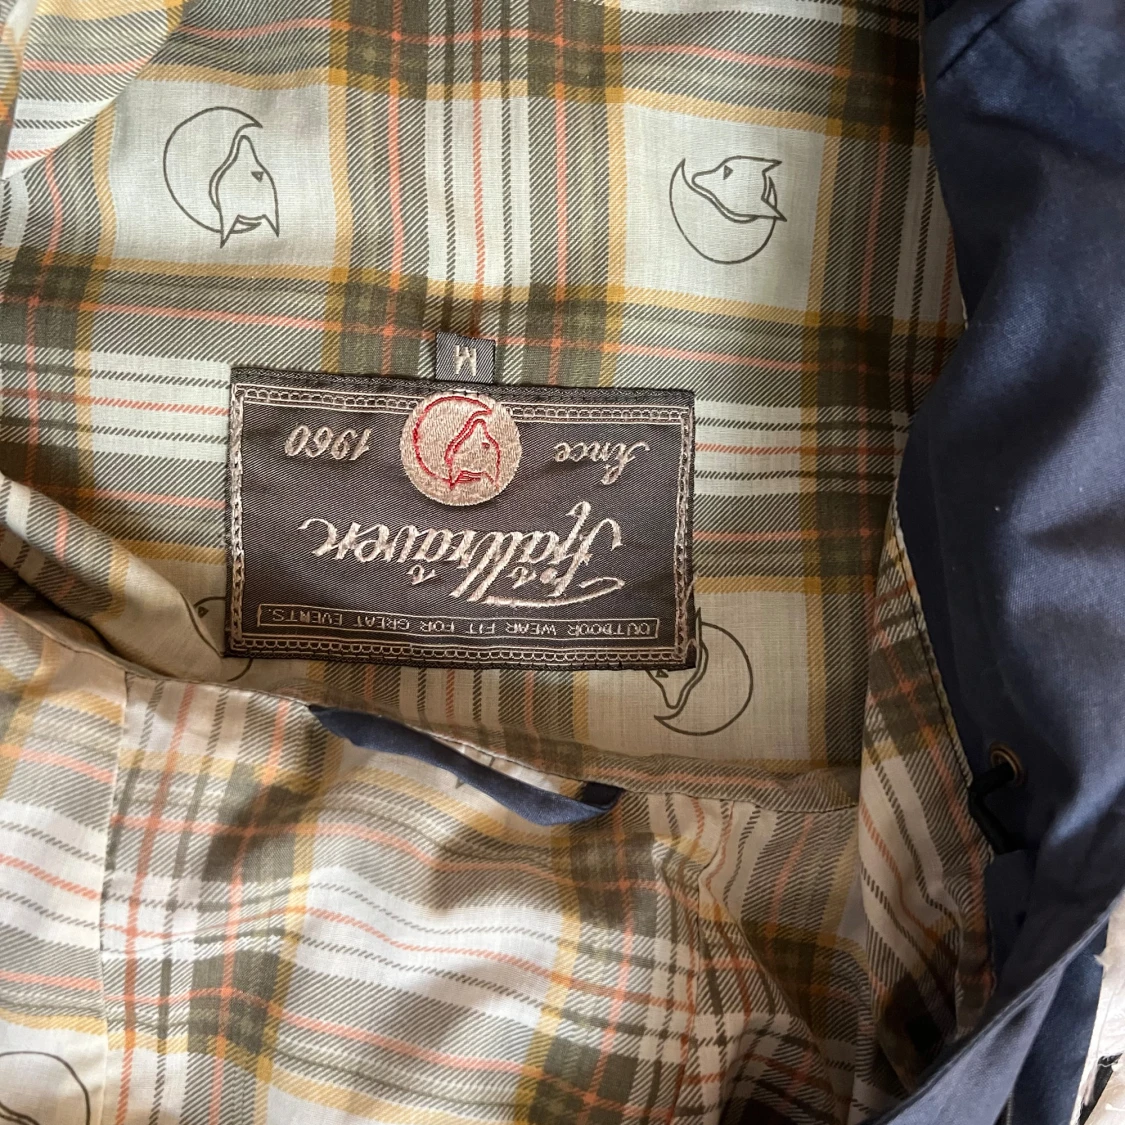 M
Since 1960
Fjällräven
OUTDOOR WEAR FIT FOR GREAT EVENTS.